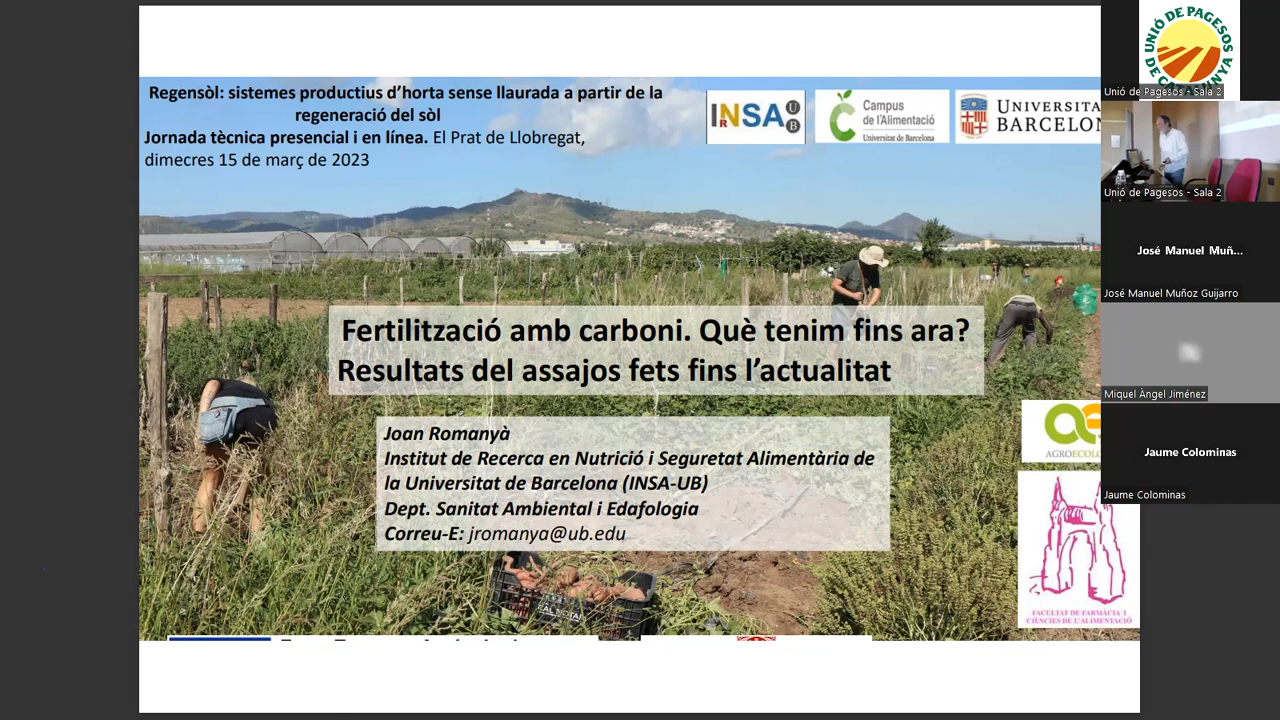 Regensòl: sistemes productius d'horta sense llaurada a partir de la
regeneració del sòl
Jornada tècnica presencial i en línea. El Prat de Llobregat,
dimecres 15 de març de 2023
INSA
UB
Campus
de l'Alimentació
Universitat de Barcelona
UNIVERSITA
BARCELON
Fertilització amb carboni. Què tenim fins ara?
Resultats del assajos fets fins l'actualitat
Joan Romanyà
Institut de Recerca en Nutrició i Seguretat Alimentària de
la Universitat de Barcelona (INSA-UB)
Dept. Sanitat Ambiental i Edafologia
Correu-E: jromanya@ub.edu
AGROECOLO
FACULTAT DE FARMÀCIA I
CIÈNCIES DE L'ALIMENTACIÓ
UNIÓ DE PAGESOS
DE CATALUNYA
Unió de Pagesos - Sala 2
Unió de Pagesos - Sala 2
José Manuel Muñ...
José Manuel Muñoz Guijarro
Miquel Àngel Jiménez
Jaume Colominas
Jaume Colominas